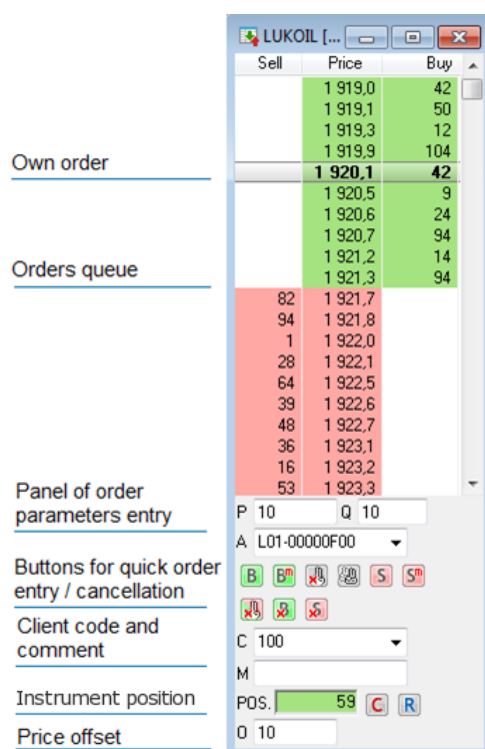 LUKOIL [...
Sell Price Buy
1 919,0 42
1 919,1 50
1 919,3 12
1 919,9 104
Own order
1 920,1 42
1 920,5 9
1 920,6 24
1 920,7 94
1 921,2 14
Orders queue
1 921,3 94
82 1 921,7
94 1 921,8
1 1 922,0
28 1 922,1
64 1 922,5
39 1 922,6
48 1 922,7
36 1 923,1
16 1 923,2
53 1 923,3
Panel of order
parameters entry
P 10 Q 10
A L01-00000F00
Buttons for quick order
entry / cancellation
B Bm S Sm
B S
Client code and
comment
C 100
M
Instrument position
POS. 59 C R
Price offset
O 10